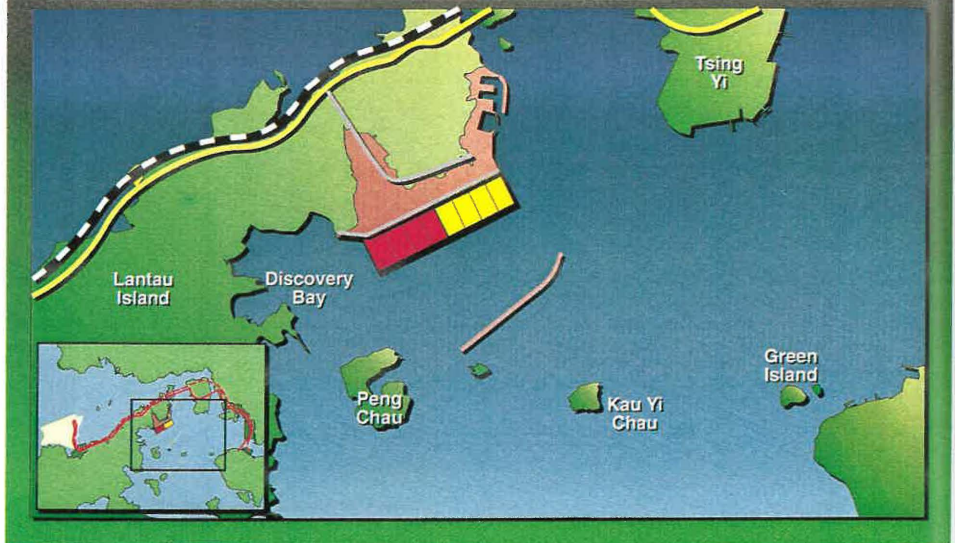 Tsing
Yi
Lantau
Island
Discovery
Bay
Peng
Chau
Kau Yi
Chau
Green
Island